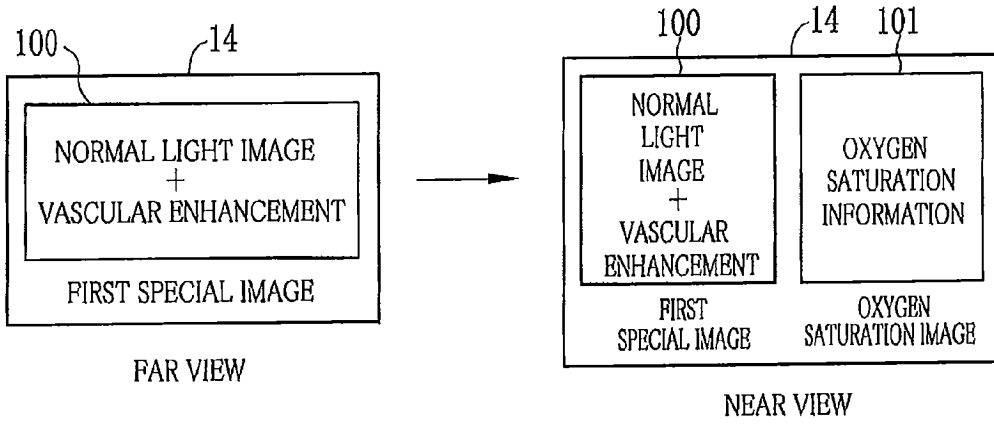 100
14
NORMAL LIGHT IMAGE
+
VASCULAR ENHANCEMENT
FIRST SPECIAL IMAGE
FAR VIEW
100
14
101
NORMAL
LIGHT
IMAGE
+
VASCULAR
ENHANCEMENT
FIRST
SPECIAL IMAGE
OXYGEN
SATURATION
INFORMATION
OXYGEN
SATURATION IMAGE
NEAR VIEW